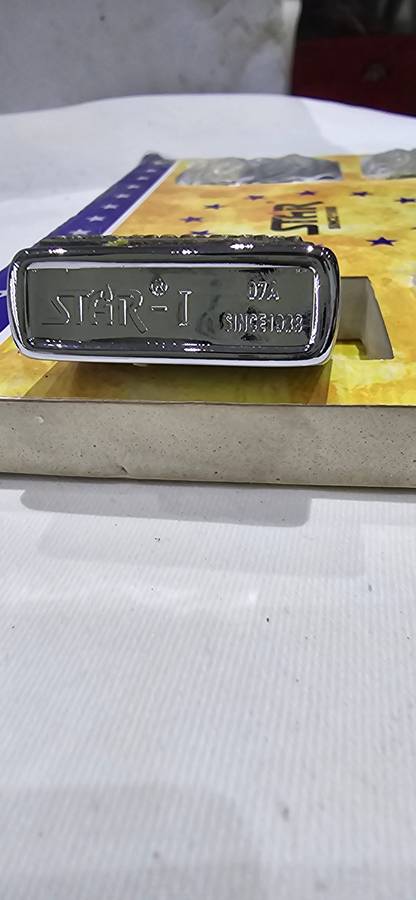 STAR
STAR-I ®
07A
SINCE1938